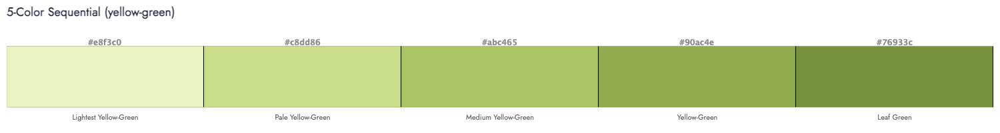 5-Color Sequential (yellow-green)
#e8f3c0 #c8dd86 #abc465 #90ac4e #76933c
Lightest Yellow-Green Pale Yellow-Green Medium Yellow-Green Yellow-Green Leaf Green